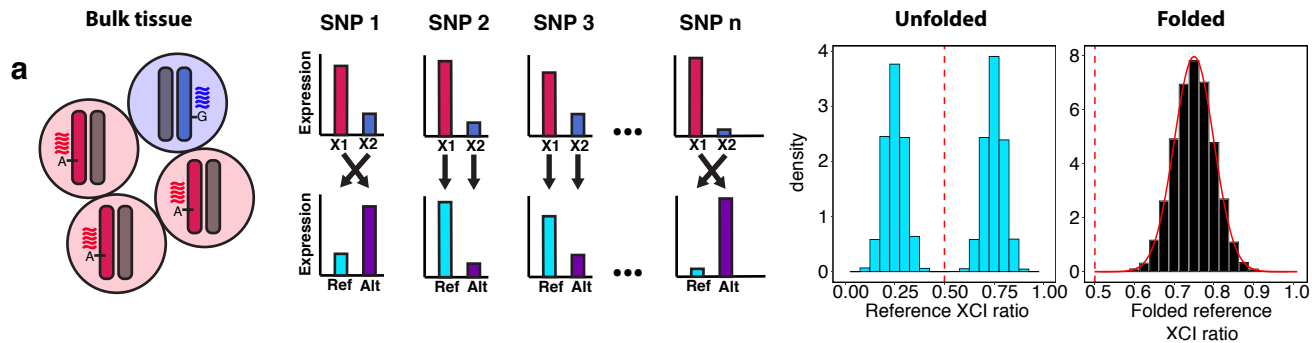 Bulk tissue
SNP 1
SNP 2
SNP 3
SNP n
Unfolded
Folded
a
G
A
A
A
Expression
X1 X2
X1 X2
X1 X2
X1 X2
Expression
Ref Alt
Ref Alt
Ref Alt
Ref Alt
density
4
3
2
1
0
0.00 0.25 0.50 0.75 1.00
Reference XCI ratio
8
6
4
2
0
0.5 0.6 0.7 0.8 0.9 1.0
Folded reference
XCI ratio